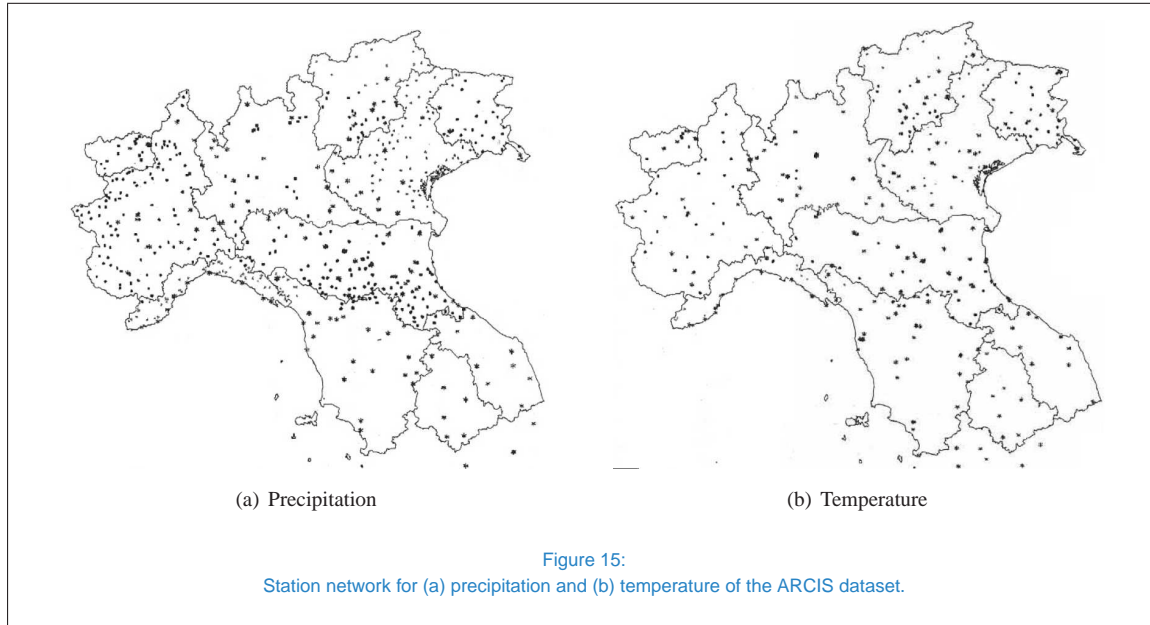 (a) Precipitation
(b) Temperature
Figure 15:
Station network for (a) precipitation and (b) temperature of the ARCIS dataset.